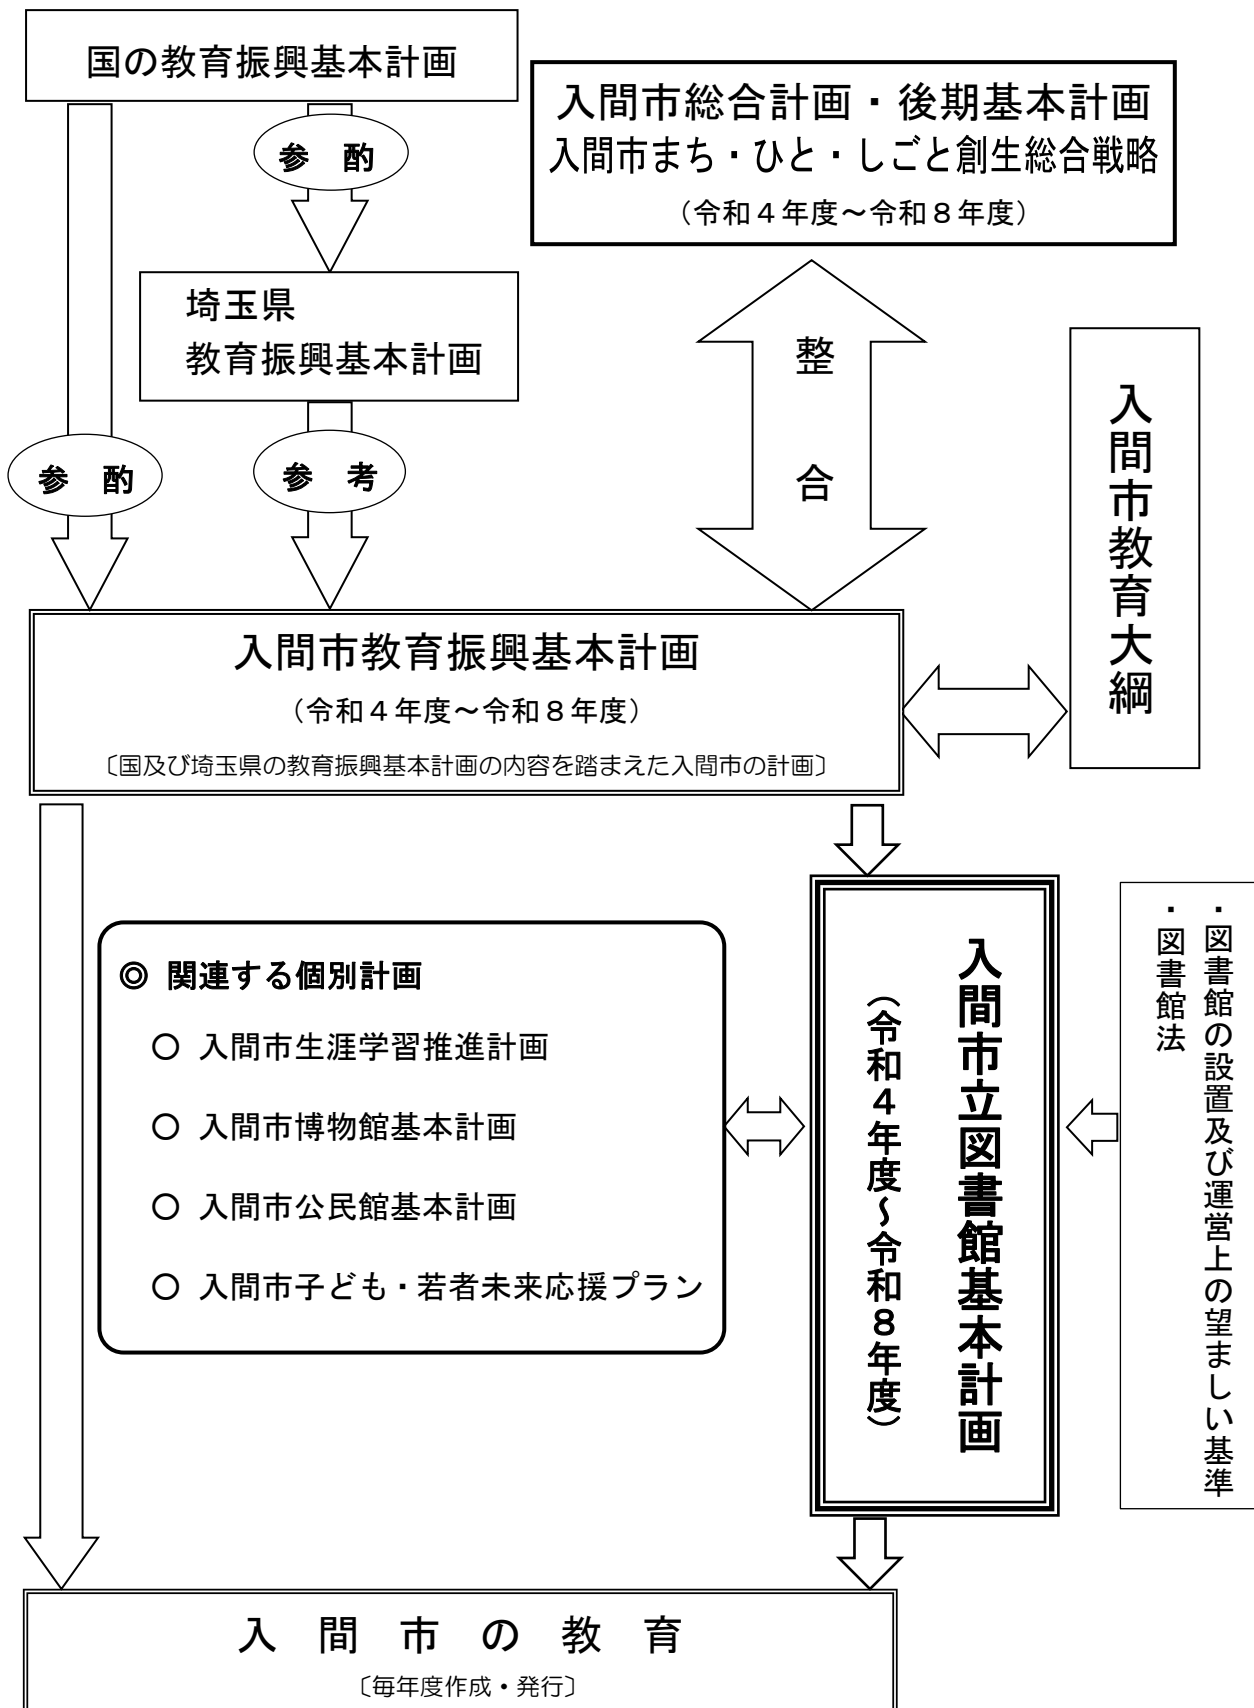 国の教育振興基本計画
入間市総合計画・後期基本計画
入間市まち・ひと・しごと創生総合戦略
（令和４年度～令和８年度）
参　酌
埼玉県
教育振興基本計画
整
合
参　酌
参　考
入間市教育大綱
入間市教育振興基本計画
（令和４年度～令和８年度）
〔国及び埼玉県の教育振興基本計画の内容を踏まえた入間市の計画〕
◎ 関連する個別計画
○ 入間市生涯学習推進計画
○ 入間市博物館基本計画
○ 入間市公民館基本計画
○ 入間市子ども・若者未来応援プラン
入間市立図書館基本計画
（令和４年度～令和８年度）
・図書館の設置及び運営上の望ましい基準
・図書館法
入　間　市　の　教　育
〔毎年度作成・発行〕